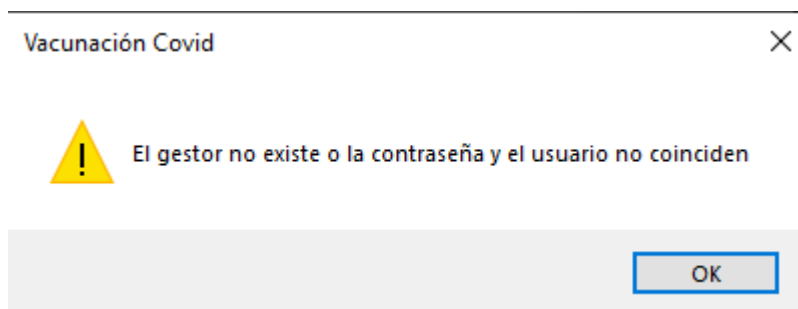 Vacunación Covid
El gestor no existe o la contraseña y el usuario no coinciden
OK